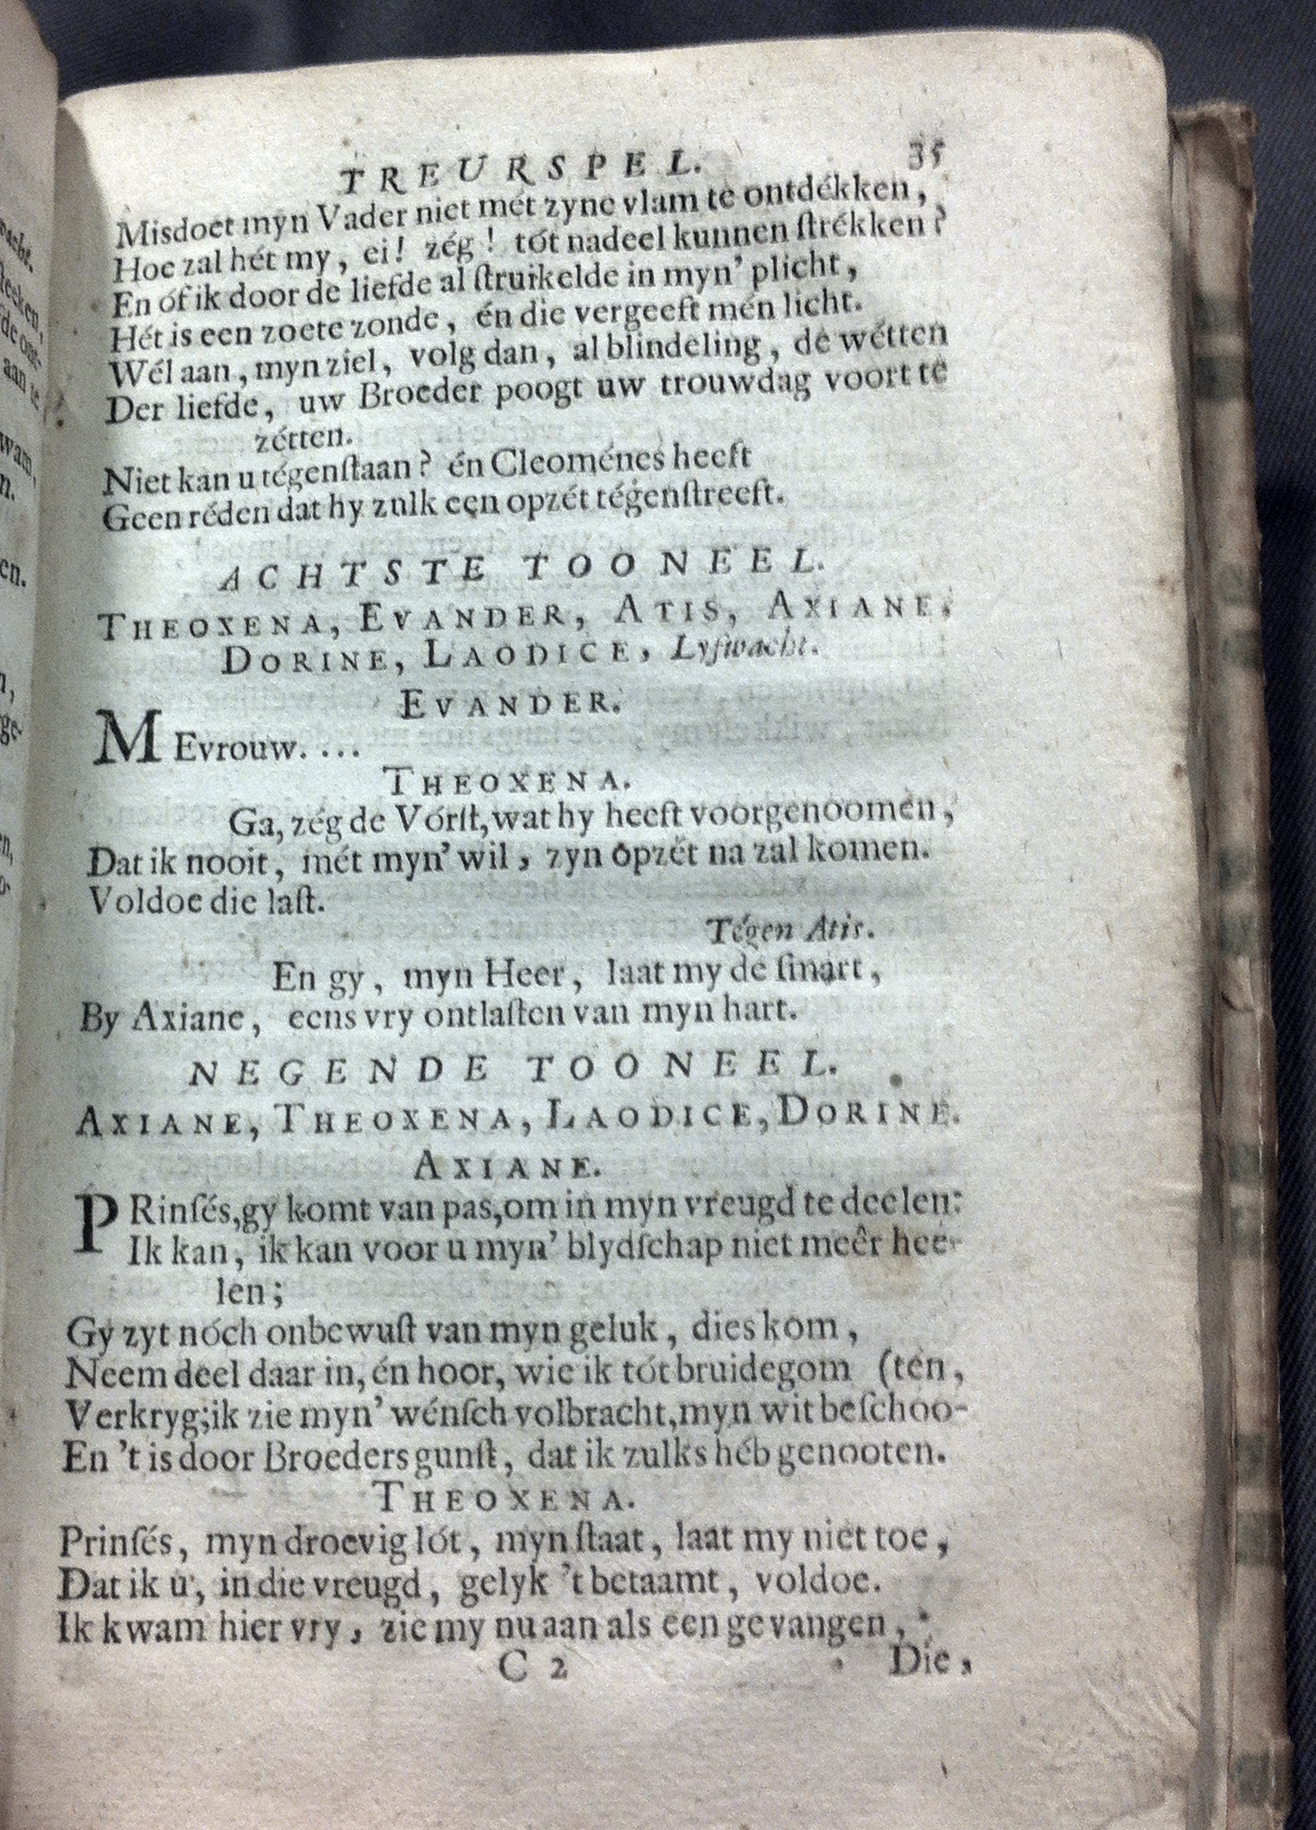 TREURSPEL. 35
Misdoet myn Vader niet mét zyne vlam te ontdékken,
Hoe zal hét my, ei! zég! tót nadeel kunnen ſtrékken?
En óf ik door de liefde al ſtruikelde in myn' plicht,
Hét is een zoete zonde, én die vergeeft mén licht.
Wél aan, myn ziel, volg dan, al blindeling, de wétten
Der liefde, uw Broeder poogt uw trouwdag voort te
zétten.
Niet kan u tégenſtaan? én Cleoménes heeft
Geen réden dat hy zulk een opzét tégenſtreeft.
ACHTSTE TOONEEL.
THEOXENA, EVANDER, ATIS, AXIANE,
DORINE, LAODICE, Lyfwacht.
EVANDER.
MEvrouw. ...
THEOXENA.
Ga, zég de Vórſt, wat hy heeft voorgenoomen,
Dat ik nooit, mét myn' wil, zyn opzét na zal komen.
Voldoe die laſt.
Tégen Atis.
En gy, myn Heer, laat my de ſmart,
By Axiane, eens vry ontlaſten van myn hart.
NEGENDE TOONEEL.
AXIANE, THEOXENA, LAODICE, DORINE.
AXIANE.
PRinſés, gy komt van pas, om in myn vreugd te deelen:
Ik kan, ik kan voor u myn' blydſchap niet meêr hee-
len;
Gy zyt nóch onbewuſt van myn geluk, dies kom,
Neem deel daar in, én hoor, wie ik tót bruidegom (ten,
Verkryg; ik zie myn' wénſch volbracht, myn wit beſchoo-
En 't is door Broeders gunſt, dat ik zulks héb genooten.
THEOXENA.
Prinſés, myn droevig lót, myn ſtaat, laat my niet toe,
Dat ik u, in die vreugd, gelyk 't betaamt, voldoe.
Ik kwam hier vry, zie my nu aan als een gevangen,
C 2 Die,